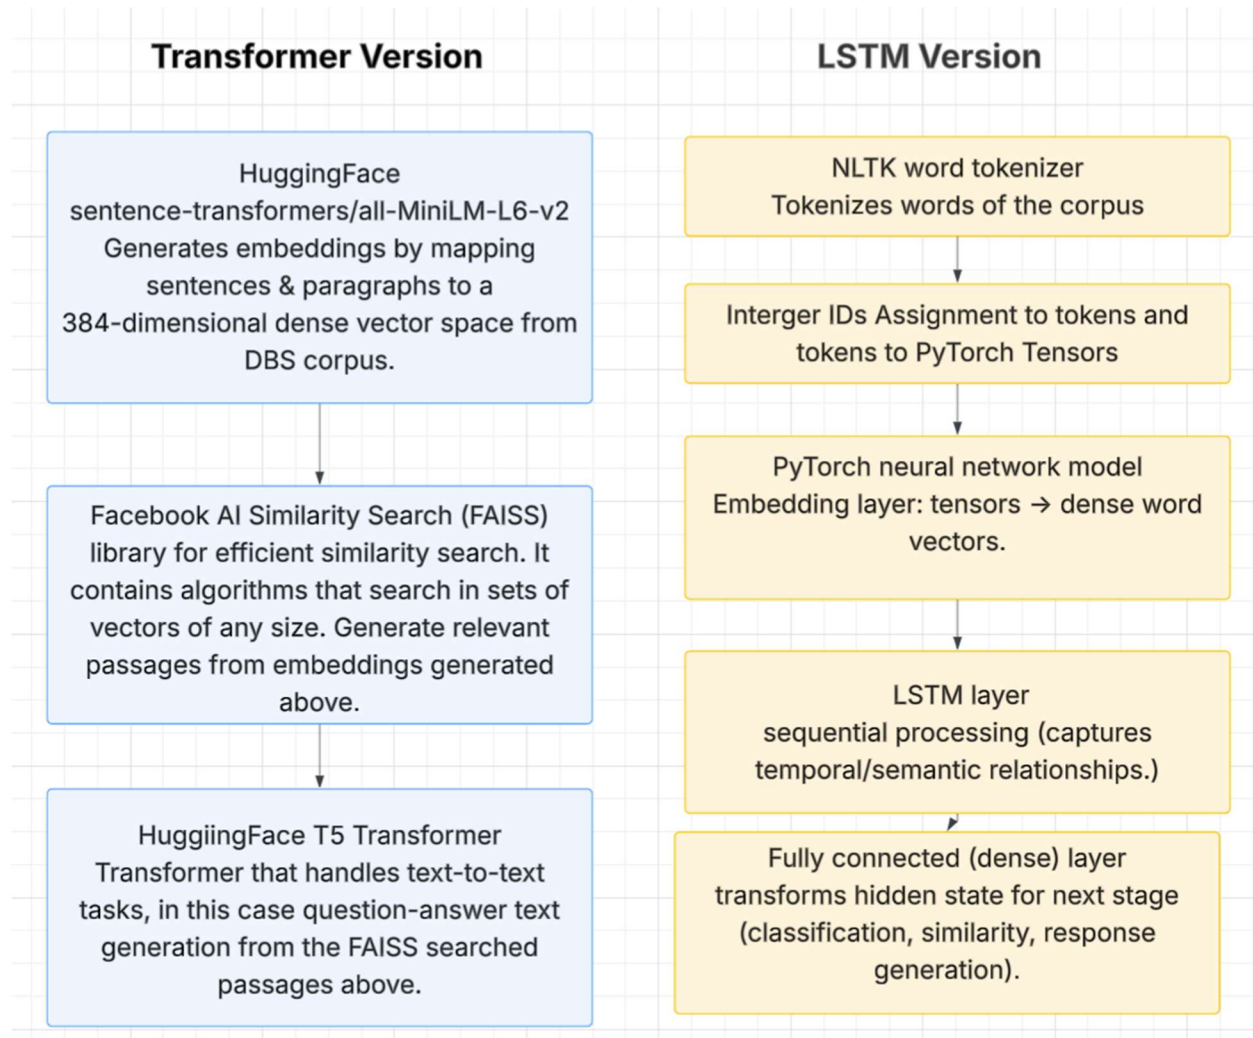 Transformer Version
HuggingFace
sentence-transformers/all-MiniLM-L6-v2
Generates embeddings by mapping
sentences & paragraphs to a
384-dimensional dense vector space from
DBS corpus.
Facebook AI Similarity Search (FAISS)
library for efficient similarity search. It
contains algorithms that search in sets of
vectors of any size. Generate relevant
passages from embeddings generated
above.
HuggiingFace T5 Transformer
Transformer that handles text-to-text
tasks, in this case question-answer text
generation from the FAISS searched
passages above.
LSTM Version
NLTK word tokenizer
Tokenizes words of the corpus
Interger IDs Assignment to tokens and
tokens to PyTorch Tensors
PyTorch neural network model
Embedding layer: tensors → dense word
vectors.
LSTM layer
sequential processing (captures
temporal/semantic relationships.)
Fully connected (dense) layer
transforms hidden state for next stage
(classification, similarity, response
generation).